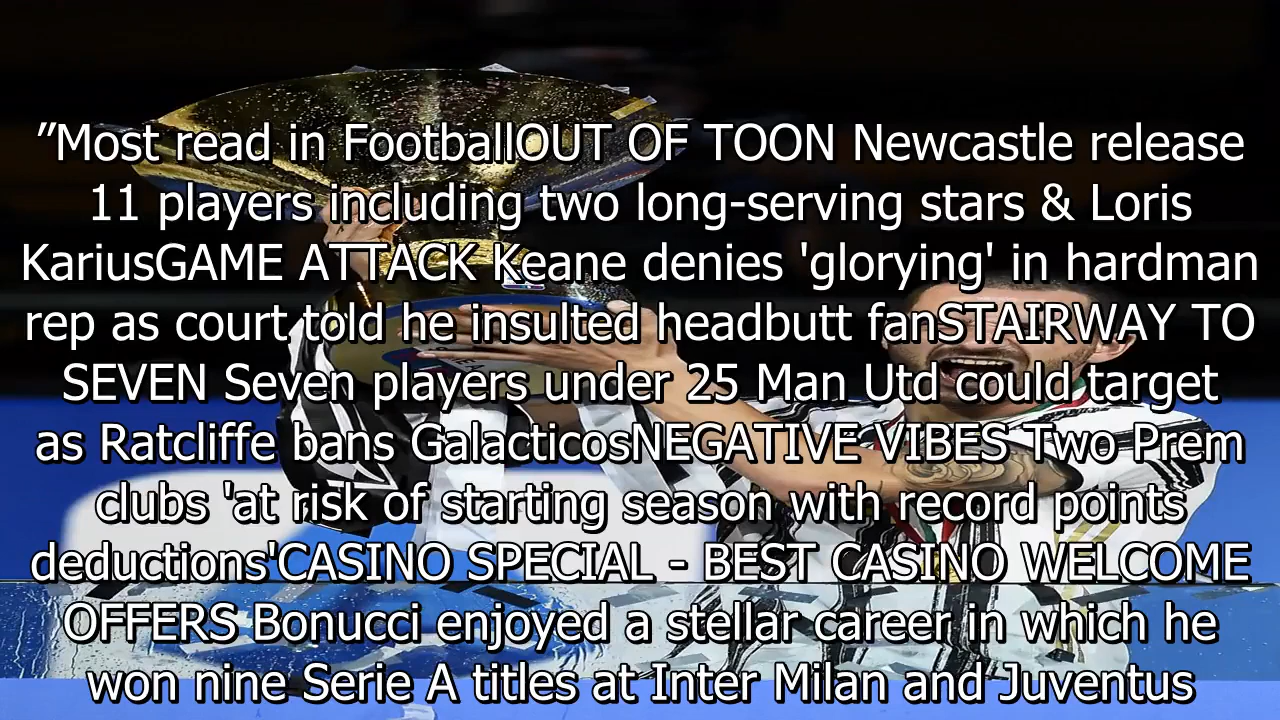 ”Most read in FootballOUT OF TOON Newcastle release
11 players including two long-serving stars & Loris
KariusGAME ATTACK Keane denies 'glorying' in hardman
rep as court told he insulted headbutt fanSTAIRWAY TO
SEVEN Seven players under 25 Man Utd could target
as Ratcliffe bans GalacticosNEGATIVE VIBES Two Prem
clubs 'at risk of starting season with record points
deductions'CASINO SPECIAL - BEST CASINO WELCOME
OFFERS Bonucci enjoyed a stellar career in which he
won nine Serie A titles at Inter Milan and Juventus